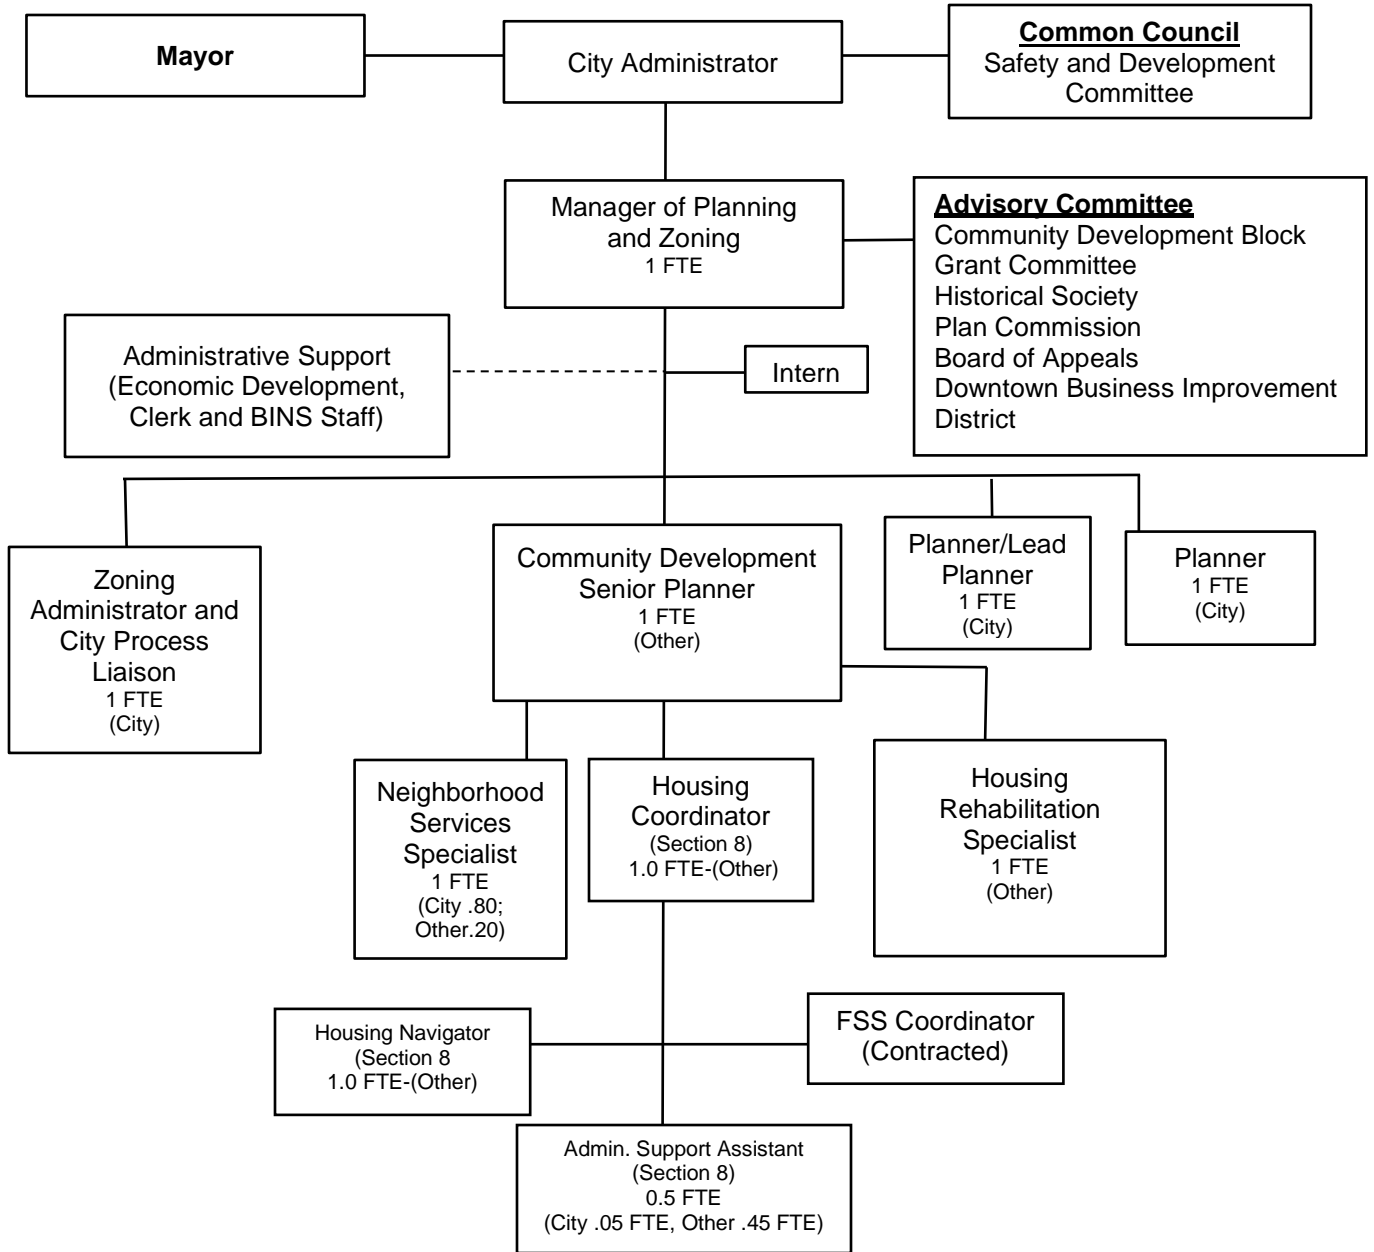 Mayor
City Administrator
Common Council
Safety and Development
Committee
Manager of Planning
and Zoning
1 FTE
Advisory Committee
Community Development Block
Grant Committee
Historical Society
Plan Commission
Board of Appeals
Downtown Business Improvement
District
Administrative Support
(Economic Development,
Clerk and BINS Staff)
Intern
Zoning
Administrator and
City Process
Liaison
1 FTE
(City)
Community Development
Senior Planner
1 FTE
(Other)
Planner/Lead
Planner
1 FTE
(City)
Planner
1 FTE
(City)
Neighborhood
Services
Specialist
1 FTE
(City .80;
Other.20)
Housing
Coordinator
(Section 8)
1.0 FTE-(Other)
Housing
Rehabilitation
Specialist
1 FTE
(Other)
Housing Navigator
(Section 8
1.0 FTE-(Other)
FSS Coordinator
(Contracted)
Admin. Support Assistant
(Section 8)
0.5 FTE
(City .05 FTE, Other .45 FTE)